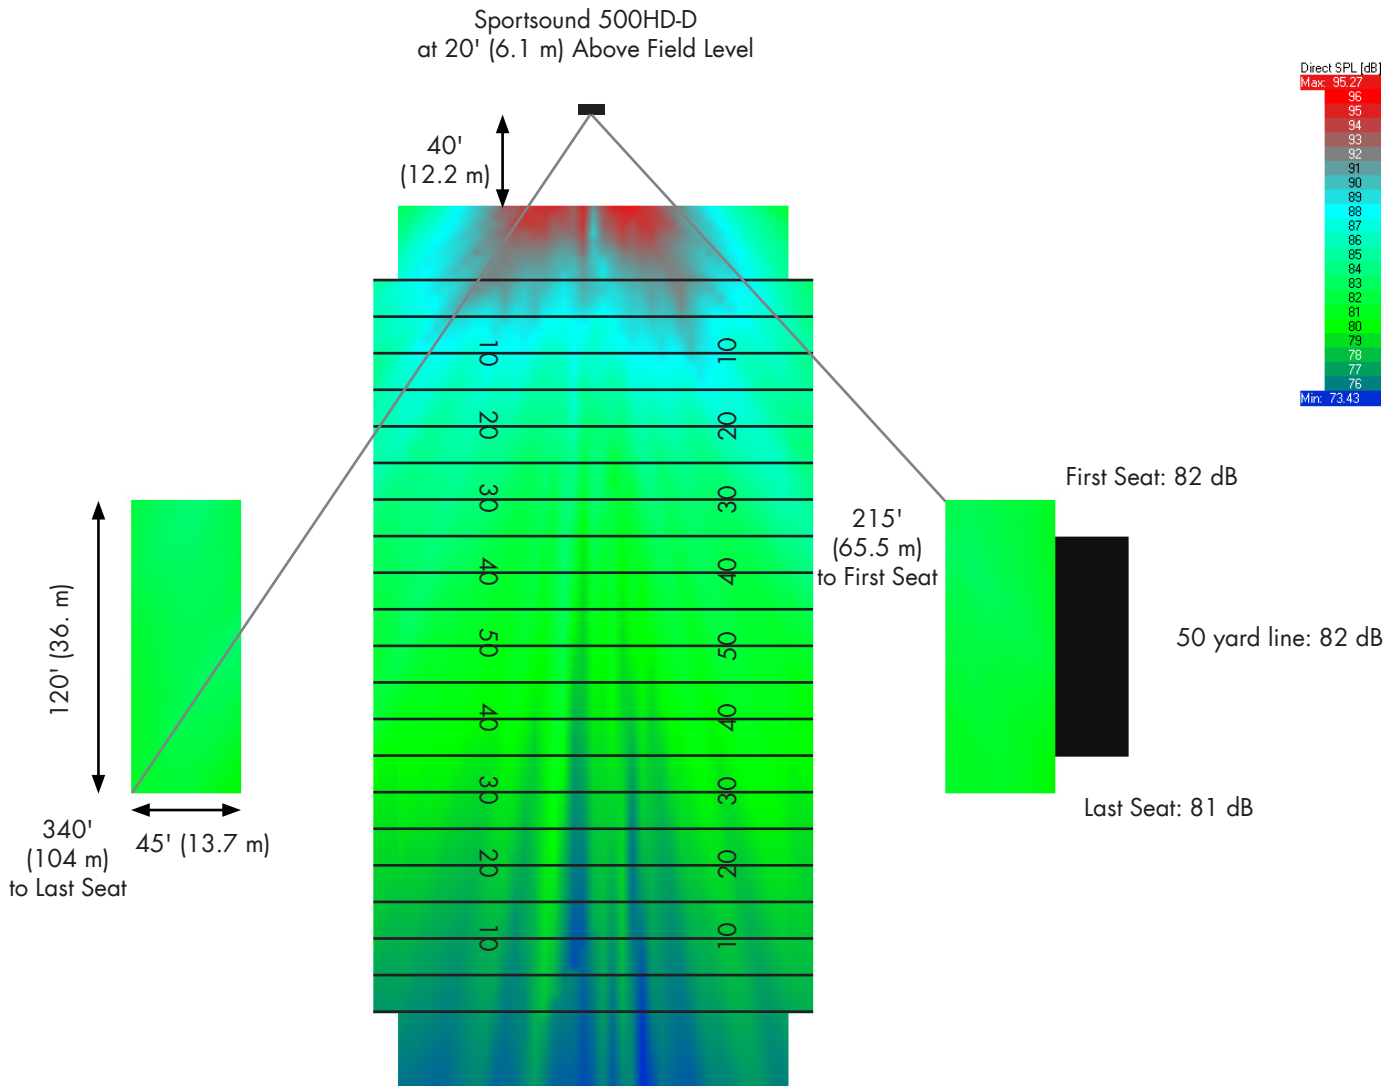 Sportsound 500HD-D
at 20' (6.1 m) Above Field Level
Direct SPL [dB]
Max: 95.27
96
95
94
93
92
91
90
89
88
87
86
85
84
83
82
81
80
79
78
77
76
Min: 73.43
40'
(12.2 m)
10 10
20 20
30 30
40 40
50 50
40 40
30 30
20 20
10 10
First Seat: 82 dB
215'
(65.5 m)
to First Seat
50 yard line: 82 dB
Last Seat: 81 dB
120' (36. m)
45' (13.7 m)
340'
(104 m)
to Last Seat